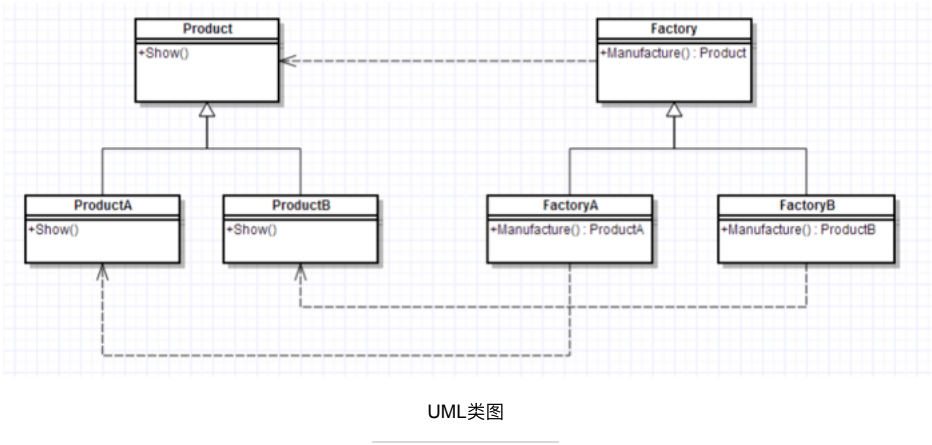 Product
+Show()
Factory
+Manufacture() : Product
ProductA
+Show()
ProductB
+Show()
FactoryA
+Manufacture() : ProductA
FactoryB
+Manufacture() : ProductB
UML类图